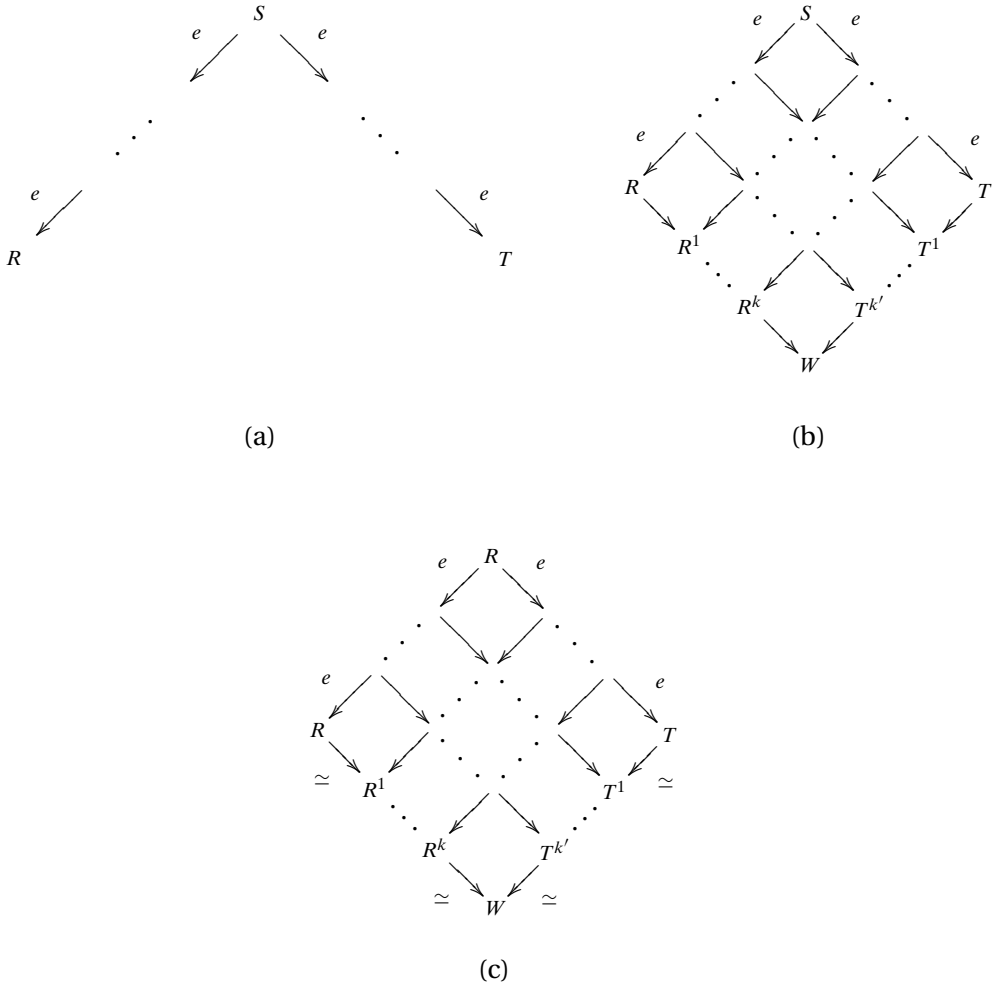 S S
e e e e
e e e e
R T
R T
R¹ T¹
Rᵏ Tᵏ′
W
(a) (b)
R
e e
e e
R T
≃ R¹ T¹ ≃
Rᵏ Tᵏ′
≃ W ≃
(c)